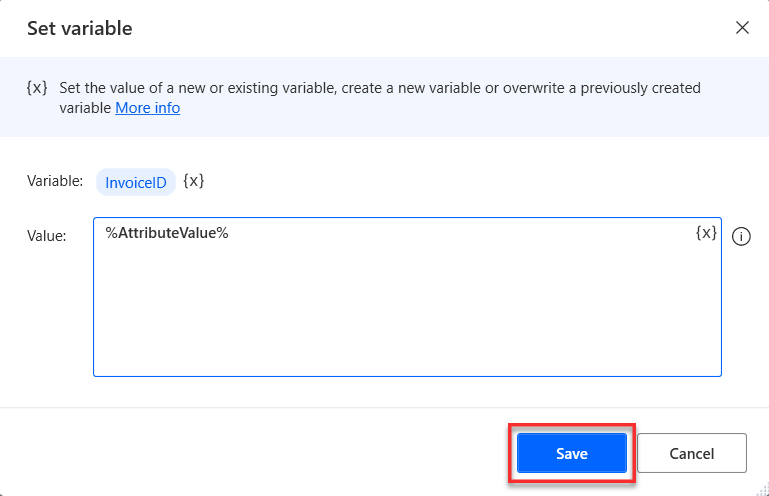 Set variable
{x} Set the value of a new or existing variable, create a new variable or overwrite a previously created
variable More info
Variable: InvoiceID {x}
Value: %AttributeValue% {x}
Save Cancel